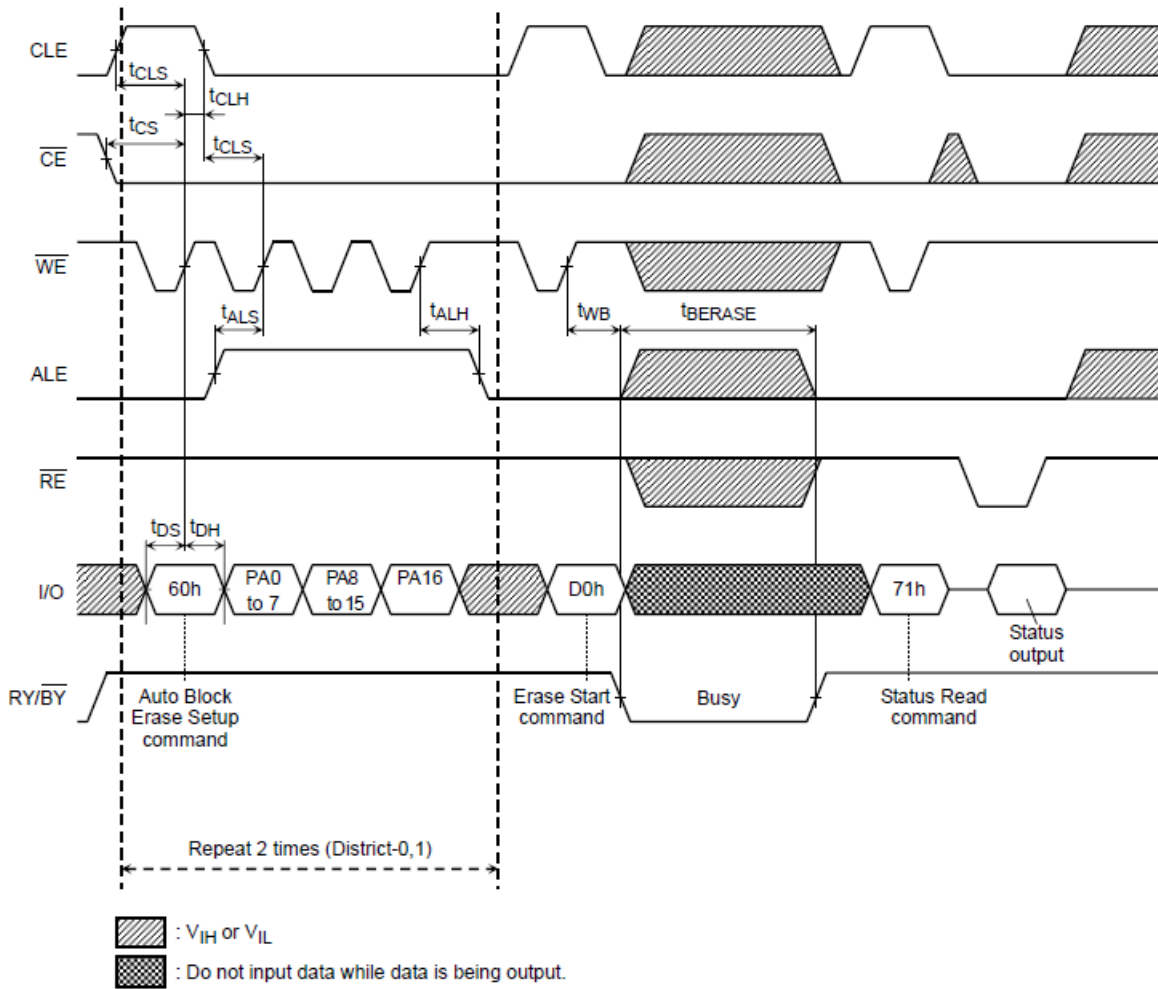 CLE
tCLS
tCLH
tCS
tCLS
CE
WE
tALS
tALH
tWB
tBERASE
ALE
RE
tDS
tDH
I/O
60h
PA0
to 7
PA8
to 15
PA16
D0h
71h
Status
output
RY/BY
Auto Block
Erase Setup
command
Erase Start
command
Busy
Status Read
command
Repeat 2 times (District-0,1)
: VIH or VIL
: Do not input data while data is being output.